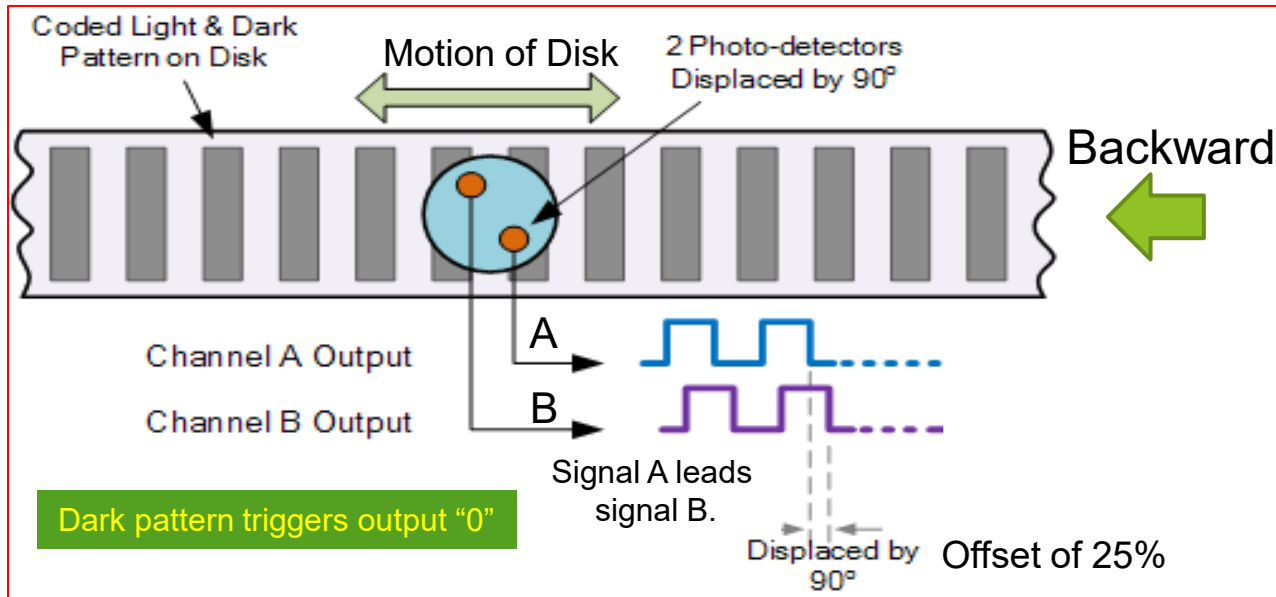 Coded Light & Dark
Pattern on Disk
Motion of Disk
2 Photo-detectors
Displaced by 90°
Backward
Channel A Output
A
Channel B Output
B
Signal A leads
signal B.
Dark pattern triggers output “0”
Displaced by
90°
Offset of 25%